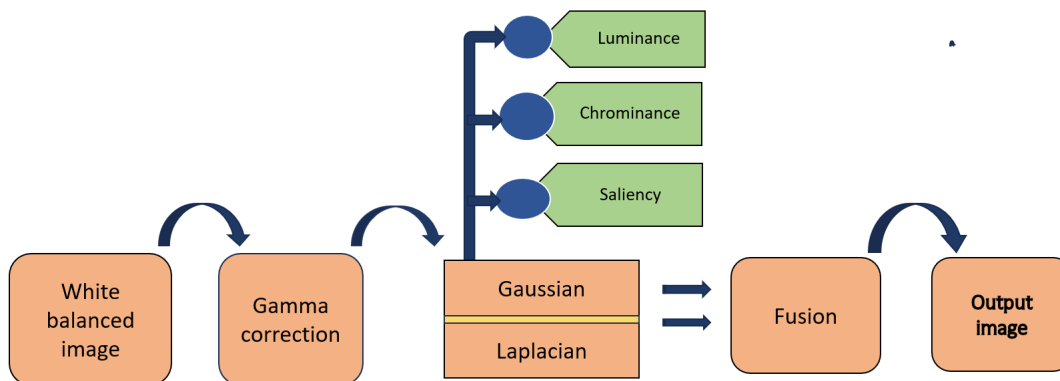 Luminance
Chrominance
Saliency
White
balanced
image
Gamma
correction
Gaussian
Laplacian
Fusion
Output
image